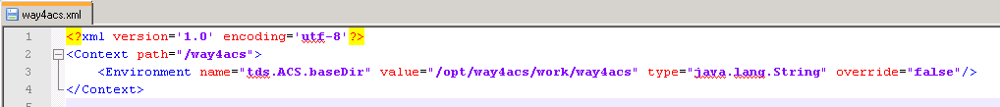 way4acs.xml
1 <?xml version='1.0' encoding='utf-8'?>
2 <Context path="/way4acs">
3 <Environment name="tds.ACS.baseDir" value="/opt/way4acs/work/way4acs" type="java.lang.String" override="false"/>
4 </Context>
5